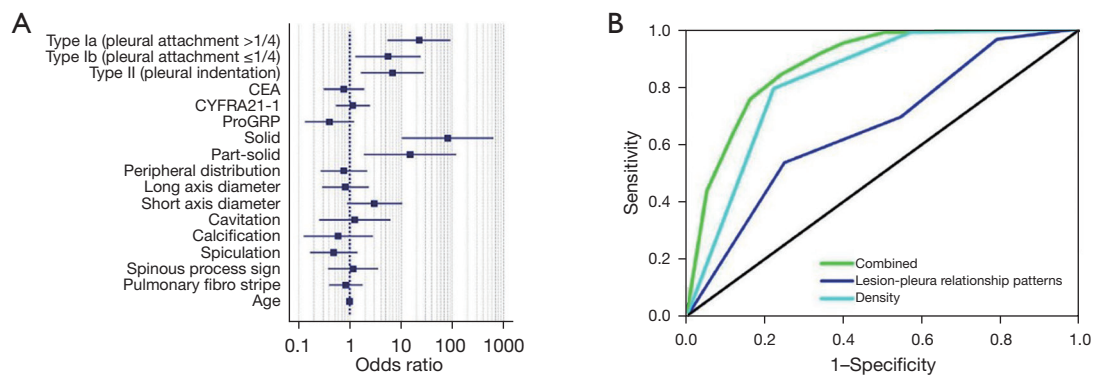 A
Type Ia (pleural attachment >1/4)
Type Ib (pleural attachment ≤1/4)
Type II (pleural indentation)
CEA
CYFRA21-1
ProGRP
Solid
Part-solid
Peripheral distribution
Long axis diameter
Short axis diameter
Cavitation
Calcification
Spiculation
Spinous process sign
Pulmonary fibro stripe
Age
0.1 1 10 100 1000
Odds ratio
B
1.0
0.8
0.6
0.4
0.2
0.0
Sensitivity
Combined
Lesion-pleura relationship patterns
Density
0.0 0.2 0.4 0.6 0.8 1.0
1–Specificity